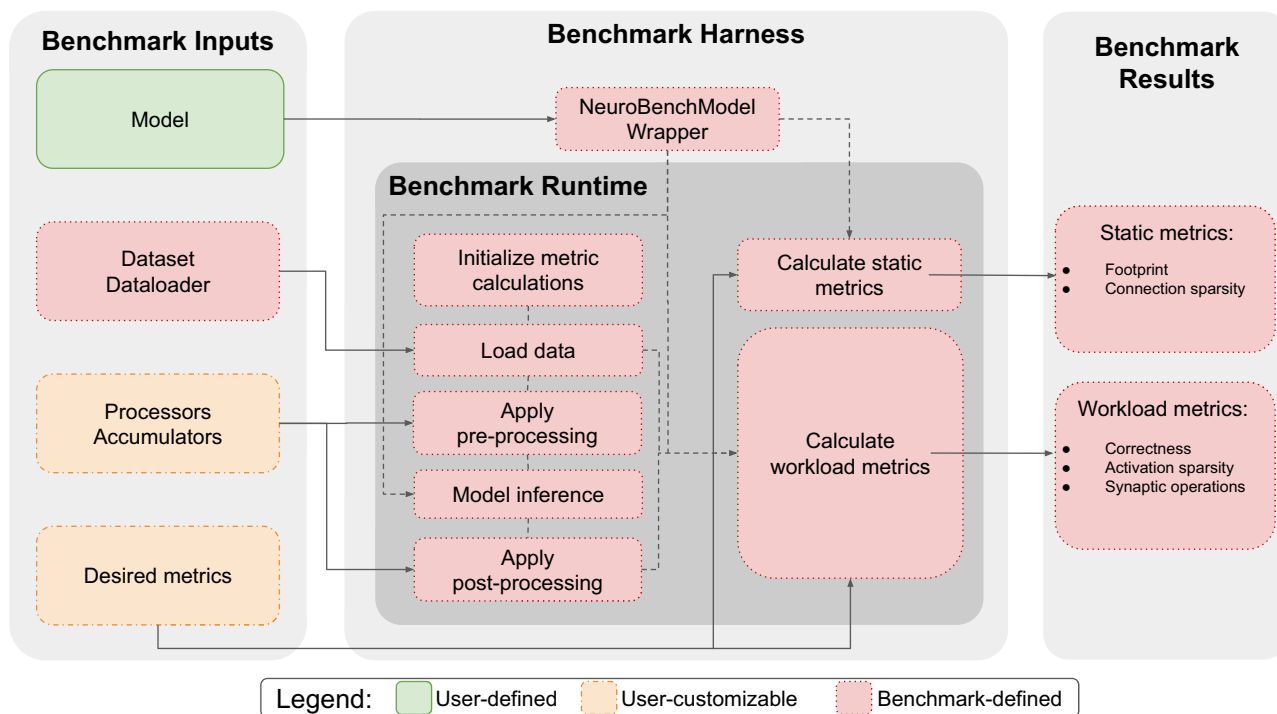 Benchmark Inputs
Model
Dataset
Dataloader
Processors
Accumulators
Desired metrics
Benchmark Harness
NeuroBenchModel
Wrapper
Benchmark Runtime
Initialize metric
calculations
Load data
Apply
pre-processing
Model inference
Apply
post-processing
Calculate static
metrics
Calculate
workload metrics
Benchmark
Results
Static metrics:
● Footprint
● Connection sparsity
Workload metrics:
● Correctness
● Activation sparsity
● Synaptic operations
Legend: User-defined User-customizable Benchmark-defined